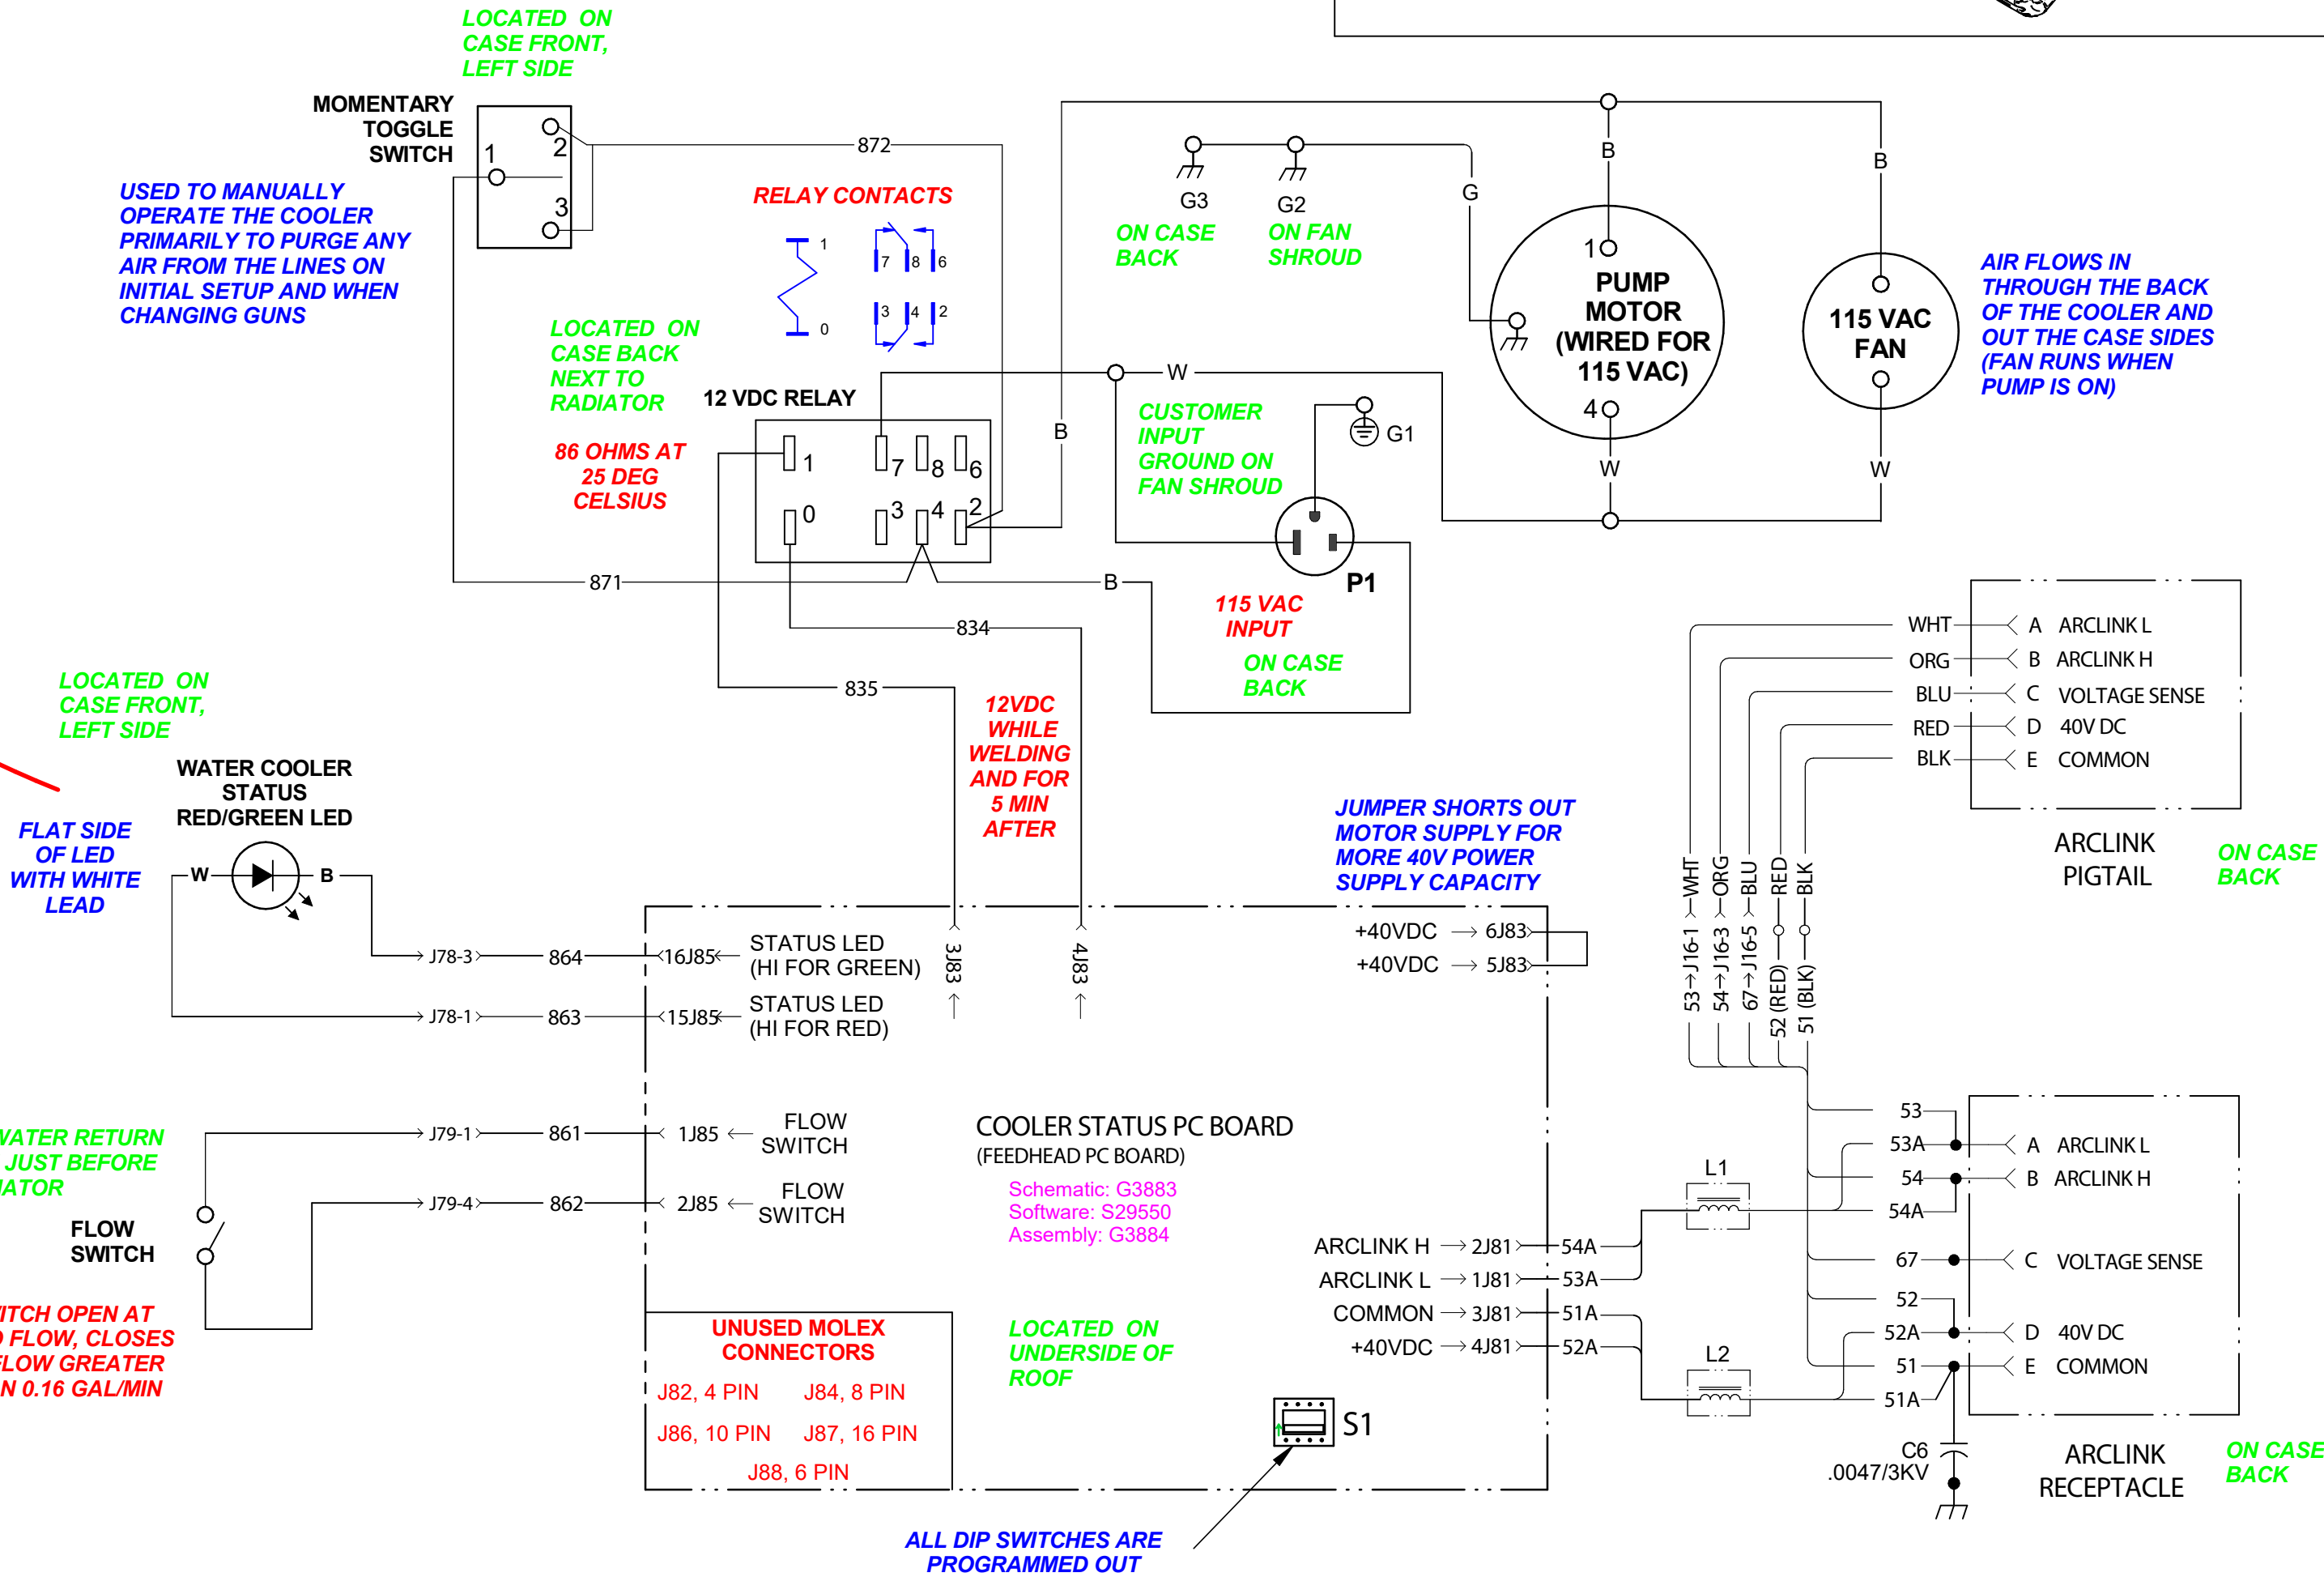 LOCATED ON
CASE FRONT,
LEFT SIDE
MOMENTARY
TOGGLE
SWITCH
1
2
3
872
USED TO MANUALLY
OPERATE THE COOLER
PRIMARILY TO PURGE ANY
AIR FROM THE LINES ON
INITIAL SETUP AND WHEN
CHANGING GUNS
RELAY CONTACTS
1
0
7 8 6
3 4 2
LOCATED ON
CASE BACK
NEXT TO
RADIATOR
86 OHMS AT
25 DEG
CELSIUS
12 VDC RELAY
1 7 8 6
0 3 4 2
871
B
B
834
835
G3
G2
ON CASE
BACK
ON FAN
SHROUD
G
B
B
1
PUMP
MOTOR
(WIRED FOR
115 VAC)
4
W
115 VAC
FAN
W
AIR FLOWS IN
THROUGH THE BACK
OF THE COOLER AND
OUT THE CASE SIDES
(FAN RUNS WHEN
PUMP IS ON)
W
CUSTOMER
INPUT
GROUND ON
FAN SHROUD
G1
P1
115 VAC
INPUT
ON CASE
BACK
12VDC
WHILE
WELDING
AND FOR
5 MIN
AFTER
LOCATED ON
CASE FRONT,
LEFT SIDE
WATER COOLER
STATUS
RED/GREEN LED
FLAT SIDE
OF LED
WITH WHITE
LEAD
W
B
J78-3 864 16J85
STATUS LED
(HI FOR GREEN)
J78-1 863 15J85
STATUS LED
(HI FOR RED)
3J83
4J83
JUMPER SHORTS OUT
MOTOR SUPPLY FOR
MORE 40V POWER
SUPPLY CAPACITY
+40VDC 6J83
+40VDC 5J83
WATER RETURN
JUST BEFORE
FLOW
SWITCH
OPEN AT
FLOW, CLOSES
FLOW GREATER
0.16 GAL/MIN
J79-1 861 1J85
FLOW
SWITCH
J79-4 862 2J85
FLOW
SWITCH
COOLER STATUS PC BOARD
(FEEDHEAD PC BOARD)
Schematic: G3883
Software: S29550
Assembly: G3884
UNUSED MOLEX
CONNECTORS
J82, 4 PIN J84, 8 PIN
J86, 10 PIN J87, 16 PIN
J88, 6 PIN
LOCATED ON
UNDERSIDE OF
ROOF
S1
ALL DIP SWITCHES ARE
PROGRAMMED OUT
ARCLINK H 2J81 54A
ARCLINK L 1J81 53A
COMMON 3J81 51A
+40VDC 4J81 52A
L1
L2
WHT A ARCLINK L
ORG B ARCLINK H
BLU C VOLTAGE SENSE
RED D 40V DC
BLK E COMMON
ARCLINK
PIGTAIL
ON CASE
BACK
53 J16-1 WHT
54 J16-3 ORG
67 J16-5 BLU
52 (RED) RED
51 (BLK) BLK
53
53A A ARCLINK L
54 B ARCLINK H
54A
67 C VOLTAGE SENSE
52
52A D 40V DC
51 E COMMON
51A
C6
.0047/3KV
ARCLINK
RECEPTACLE
ON CASE
BACK